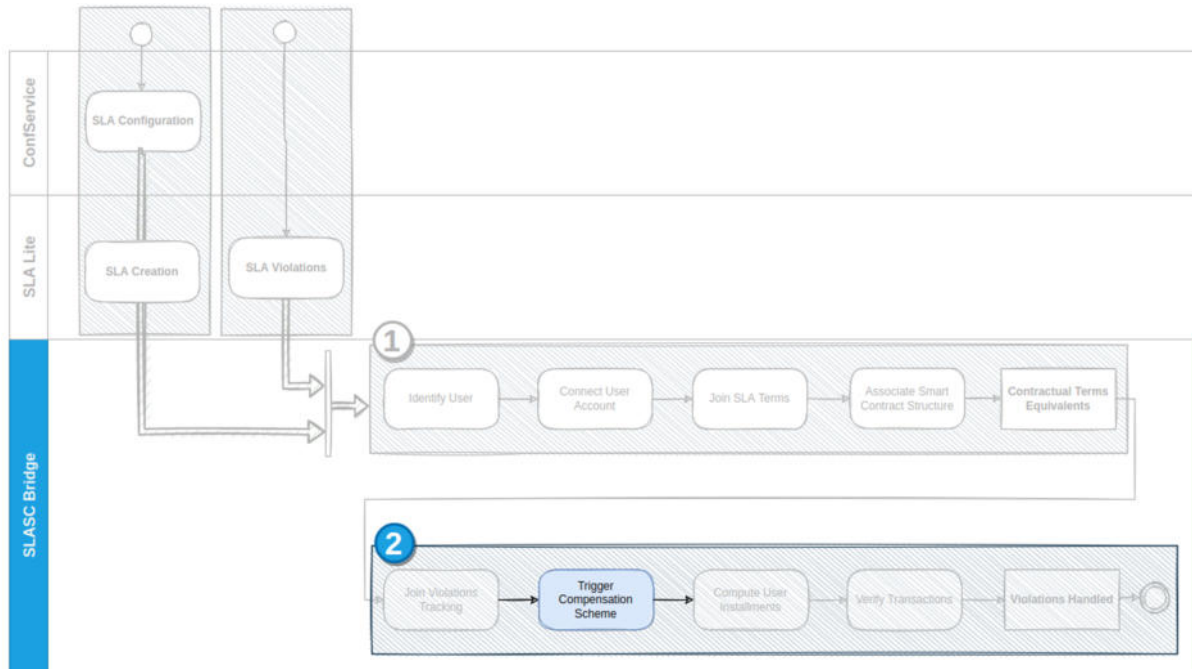 ConfService
SLA Configuration
SLA Lite
SLA Creation
SLA Violations
SLASC Bridge
1
Identify User
Connect User
Account
Join SLA Terms
Associate Smart
Contract Structure
Contractual Terms
Equivalents
2
Join Violations
Tracking
Trigger
Compensation
Scheme
Compute User
Installments
Verify Transactions
Violations Handled